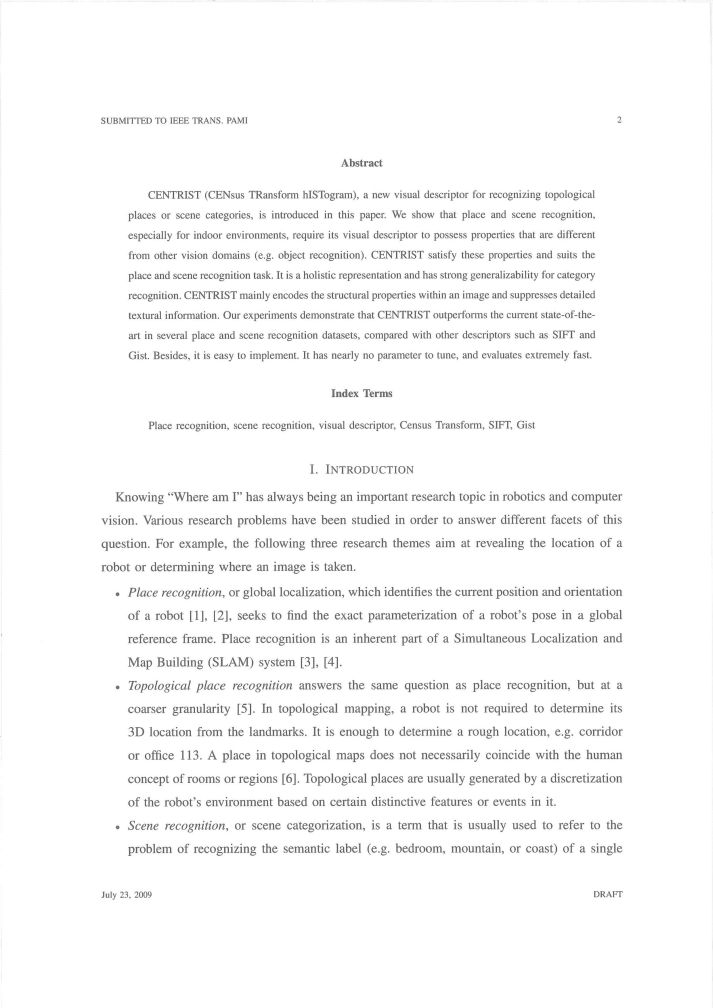 SUBMITTED TO IEEE TRANS. PAMI 2
Abstract
CENTRIST (CENsus TRansform hISTogram), a new visual descriptor for recognizing topological
places or scene categories, is introduced in this paper. We show that place and scene recognition,
especially for indoor environments, require its visual descriptor to possess properties that are different
from other vision domains (e.g. object recognition). CENTRIST satisfy these properties and suits the
place and scene recognition task. It is a holistic representation and has strong generalizability for category
recognition. CENTRIST mainly encodes the structural properties within an image and suppresses detailed
textural information. Our experiments demonstrate that CENTRIST outperforms the current state-of-the-
art in several place and scene recognition datasets, compared with other descriptors such as SIFT and
Gist. Besides, it is easy to implement. It has nearly no parameter to tune, and evaluates extremely fast.
Index Terms
Place recognition, scene recognition, visual descriptor, Census Transform, SIFT, Gist
I. INTRODUCTION
Knowing “Where am I” has always being an important research topic in robotics and computer
vision. Various research problems have been studied in order to answer different facets of this
question. For example, the following three research themes aim at revealing the location of a
robot or determining where an image is taken.
• Place recognition, or global localization, which identifies the current position and orientation
of a robot [1], [2], seeks to find the exact parameterization of a robot’s pose in a global
reference frame. Place recognition is an inherent part of a Simultaneous Localization and
Map Building (SLAM) system [3], [4].
• Topological place recognition answers the same question as place recognition, but at a
coarser granularity [5]. In topological mapping, a robot is not required to determine its
3D location from the landmarks. It is enough to determine a rough location, e.g. corridor
or office 113. A place in topological maps does not necessarily coincide with the human
concept of rooms or regions [6]. Topological places are usually generated by a discretization
of the robot’s environment based on certain distinctive features or events in it.
• Scene recognition, or scene categorization, is a term that is usually used to refer to the
problem of recognizing the semantic label (e.g. bedroom, mountain, or coast) of a single
July 23, 2009 DRAFT